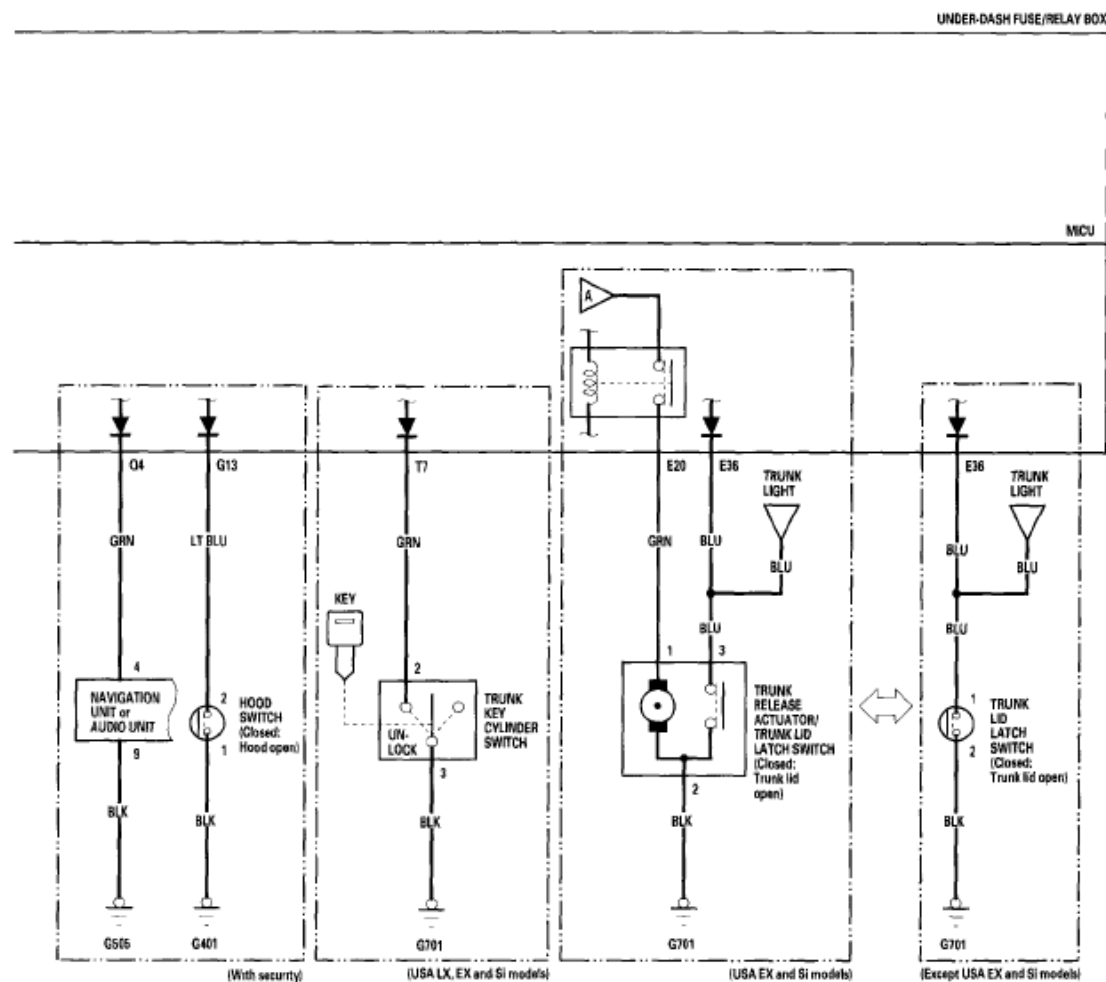 UNDER-DASH FUSE/RELAY BOX
MICU
A
O4
G13
T7
E20
E36
E36
TRUNK
LIGHT
TRUNK
LIGHT
GRN
LT BLU
GRN
GRN
BLU
BLU
BLU
BLU
KEY
BLU
BLU
4
NAVIGATION
UNIT or
AUDIO UNIT
9
2
1
HOOD
SWITCH
(Closed:
Hood open)
2
UN-
LOCK
3
TRUNK
KEY
CYLINDER
SWITCH
1
3
2
TRUNK
RELEASE
ACTUATOR/
TRUNK LID
LATCH SWITCH
(Closed:
Trunk lid
open)
1
2
TRUNK
LID
LATCH
SWITCH
(Closed:
Trunk lid open)
BLK
BLK
BLK
BLK
BLK
G505
G401
G701
G701
G701
(With security)
(USA LX, EX and Si models)
(USA EX and Si models)
(Except USA EX and Si models)